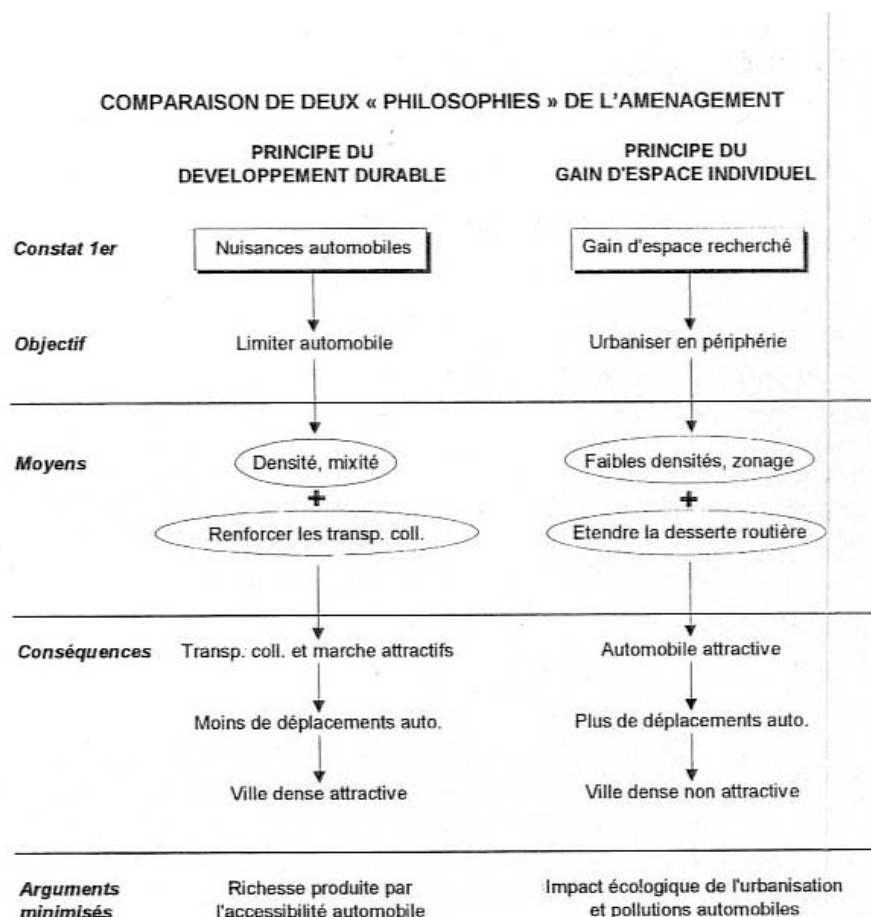 COMPARAISON DE DEUX « PHILOSOPHIES » DE L'AMENAGEMENT
PRINCIPE DU
DEVELOPPEMENT DURABLE
PRINCIPE DU
GAIN D'ESPACE INDIVIDUEL
Constat 1er
Nuisances automobiles
Gain d'espace recherché
Objectif
Limiter automobile
Urbaniser en périphérie
Moyens
Densité, mixité
Faibles densités, zonage
+
+
Renforcer les transp. coll.
Etendre la desserte routière
Conséquences
Transp. coll. et marche attractifs
Automobile attractive
Moins de déplacements auto.
Plus de déplacements auto.
Ville dense attractive
Ville dense non attractive
Arguments
minimisés
Richesse produite par
l'accessibilité automobile
Impact écologique de l'urbanisation
et pollutions automobiles